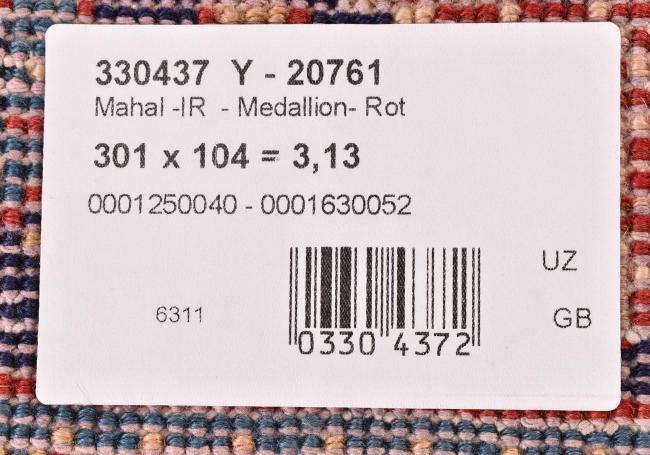 330437 Y - 20761
Mahal -IR - Medallion- Rot
301 x 104 = 3,13
0001250040 - 0001630052
UZ
6311
GB
0330 4372